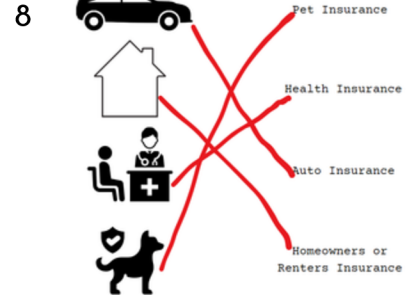 8
Pet Insurance
Health Insurance
Auto Insurance
Homeowners or
Renters Insurance